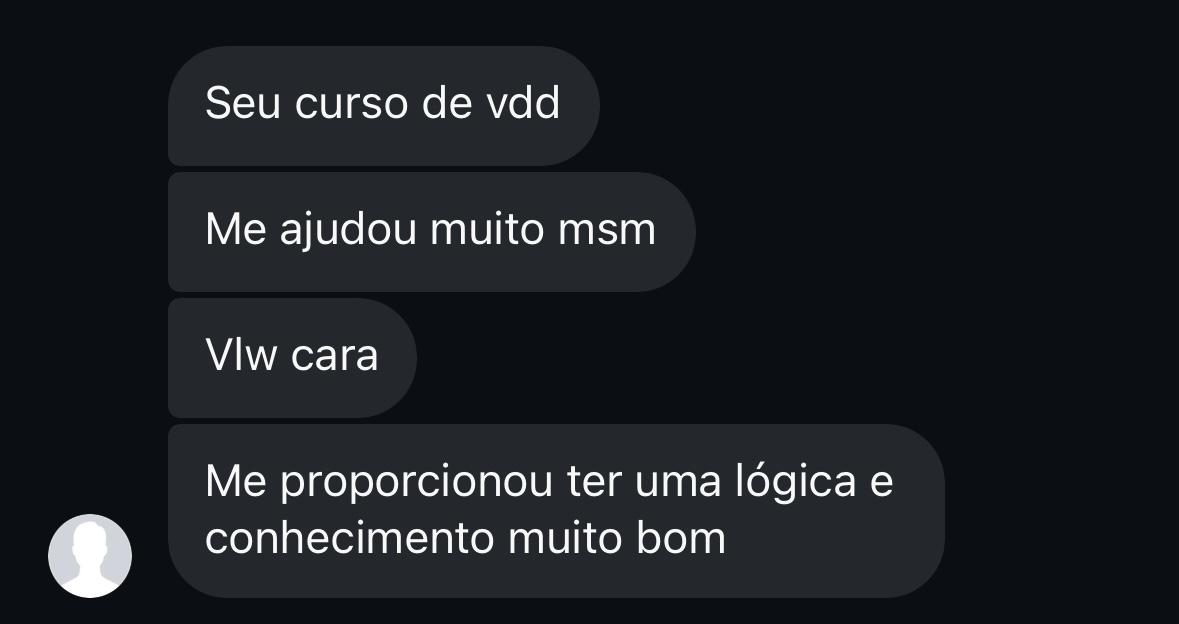 Seu curso de vdd
Me ajudou muito msm
Vlw cara
Me proporcionou ter uma lógica e
conhecimento muito bom